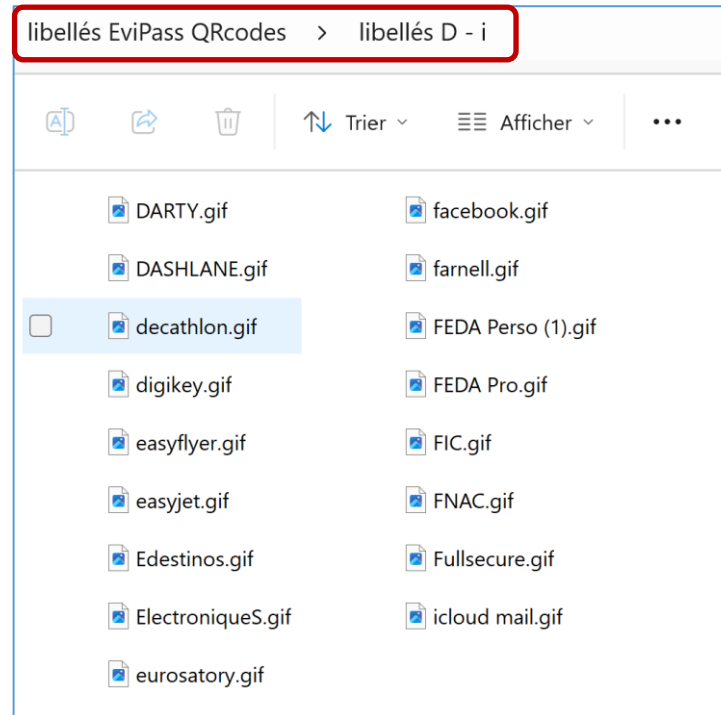 libellés EviPass QRcodes > libellés D - i
Trier Afficher
DARTY.gif
DASHLANE.gif
decathlon.gif
digikey.gif
easyflyer.gif
easyjet.gif
Edestinos.gif
ElectroniqueS.gif
eurosatory.gif
facebook.gif
farnell.gif
FEDA Perso (1).gif
FEDA Pro.gif
FIC.gif
FNAC.gif
Fullsecure.gif
icloud mail.gif